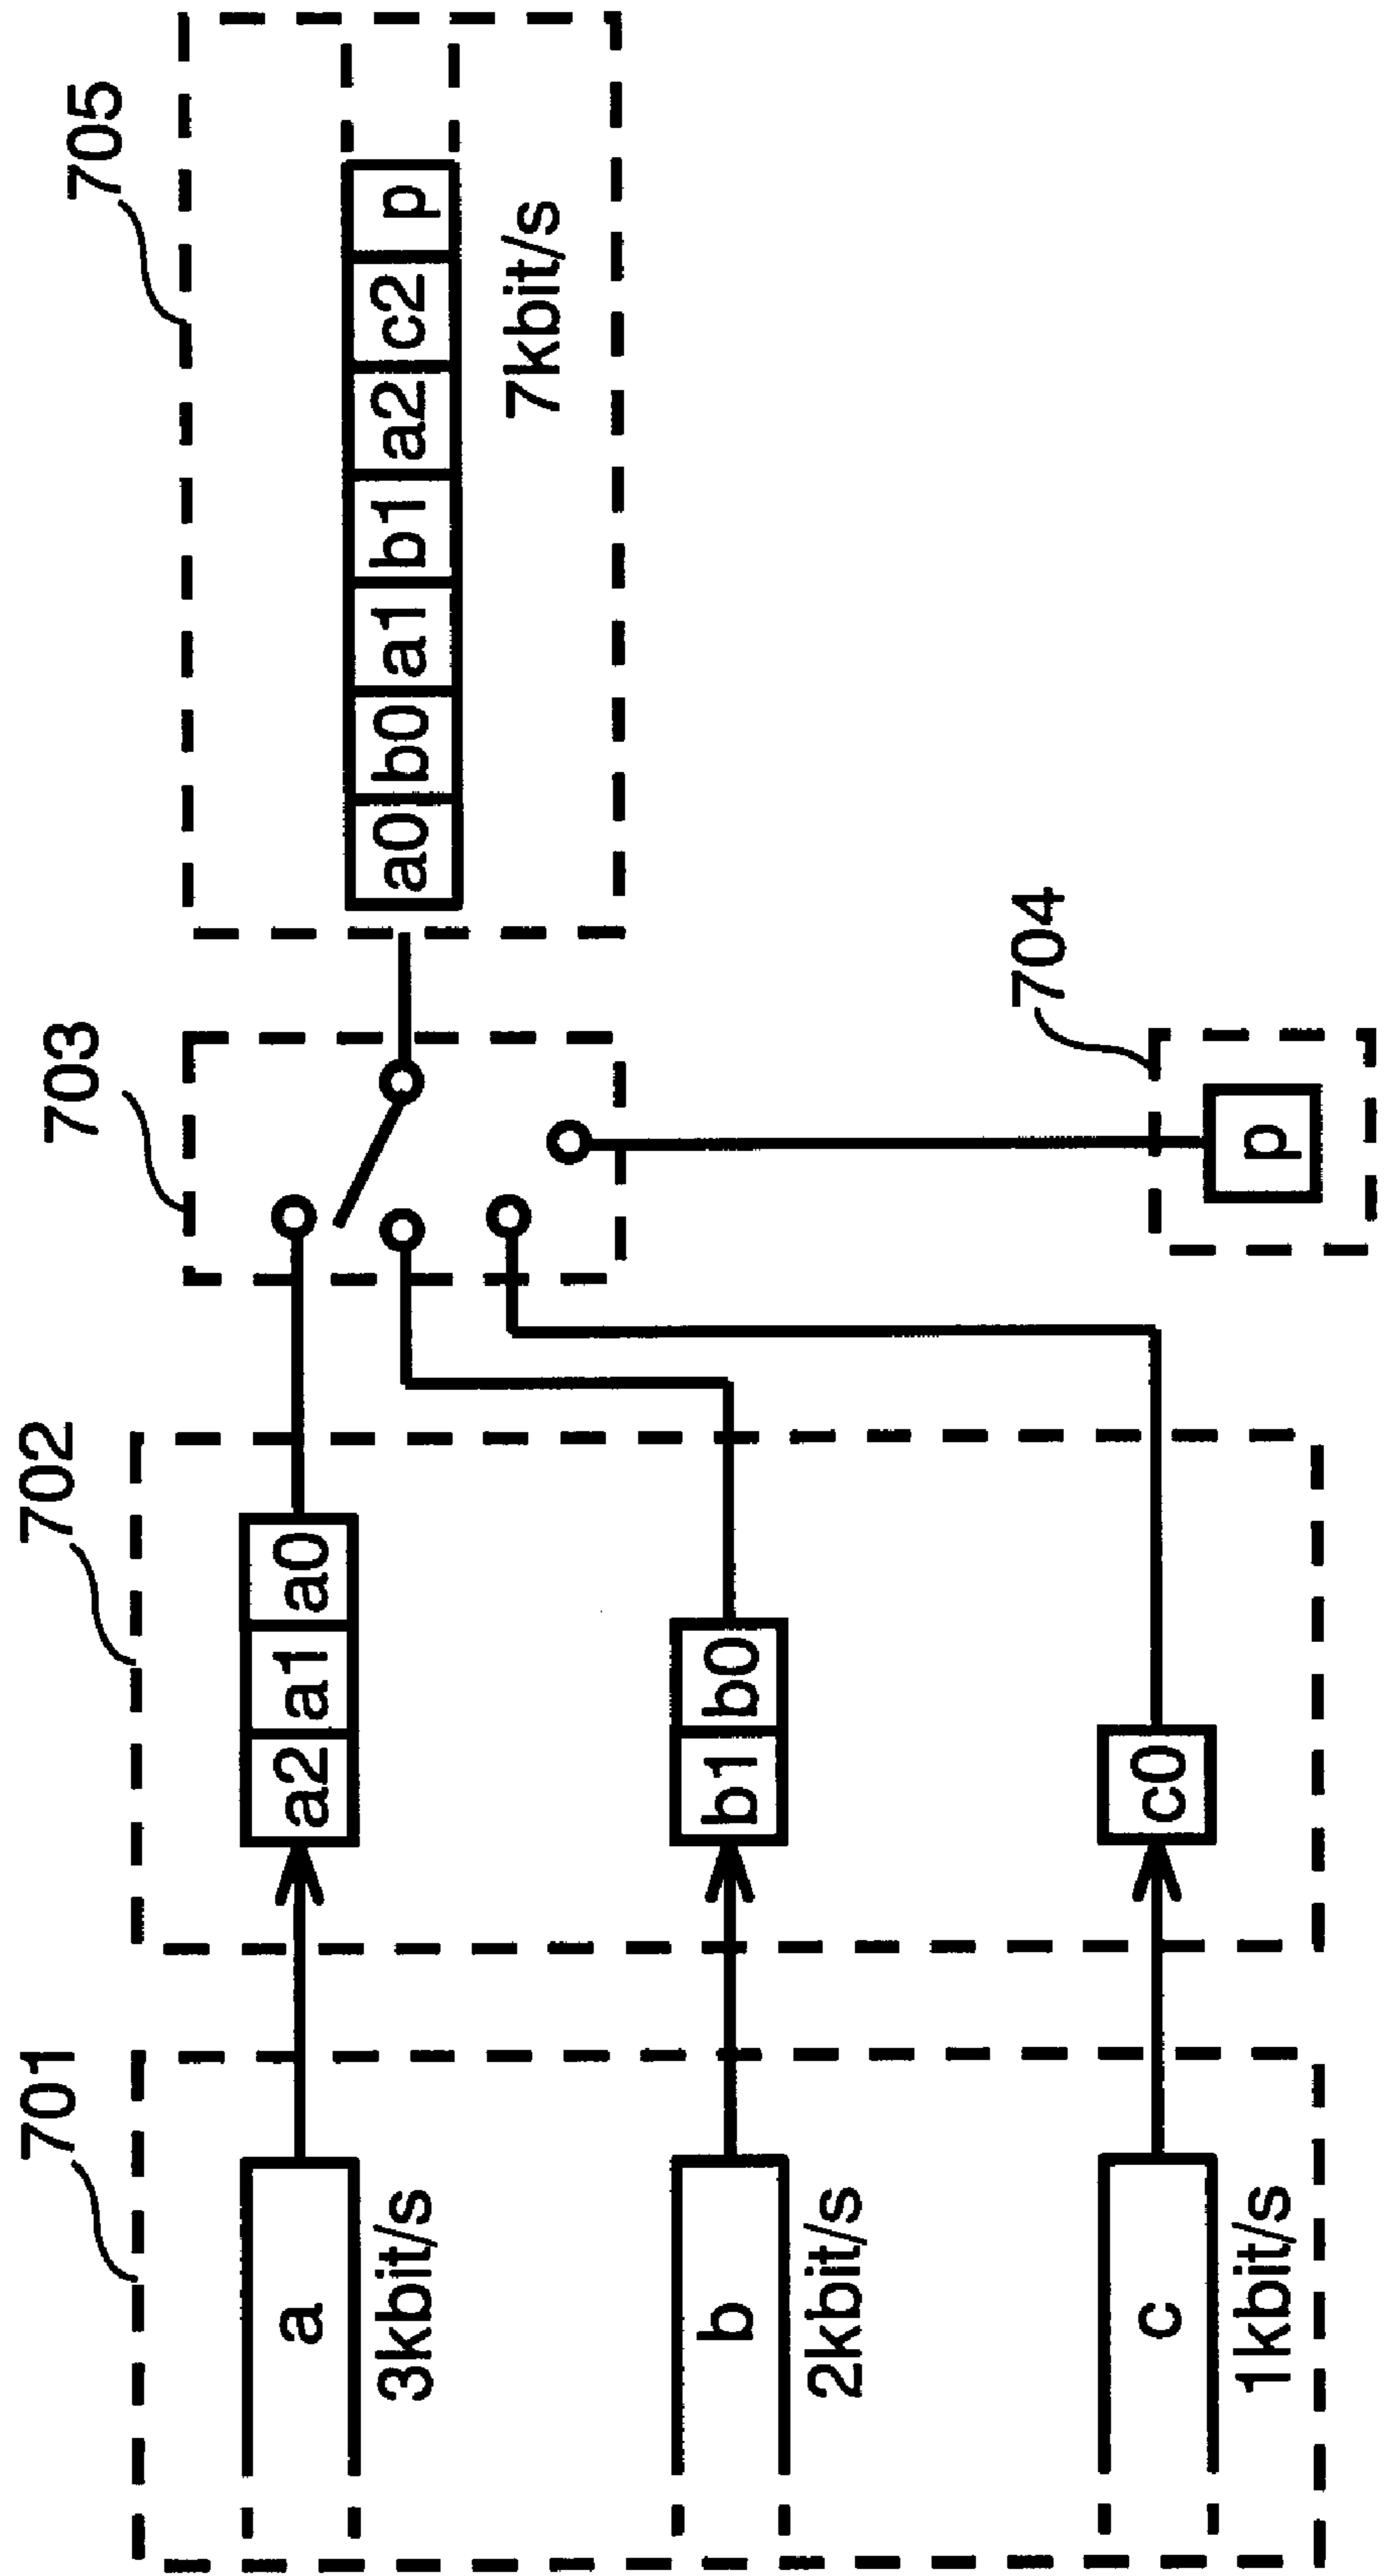 701
702
703
705
a
3kbit/s
a2 a1 a0
a0 b0 a1 b1 a2 c2 p
7kbit/s
b
2kbit/s
b1 b0
704
c
1kbit/s
c0
p